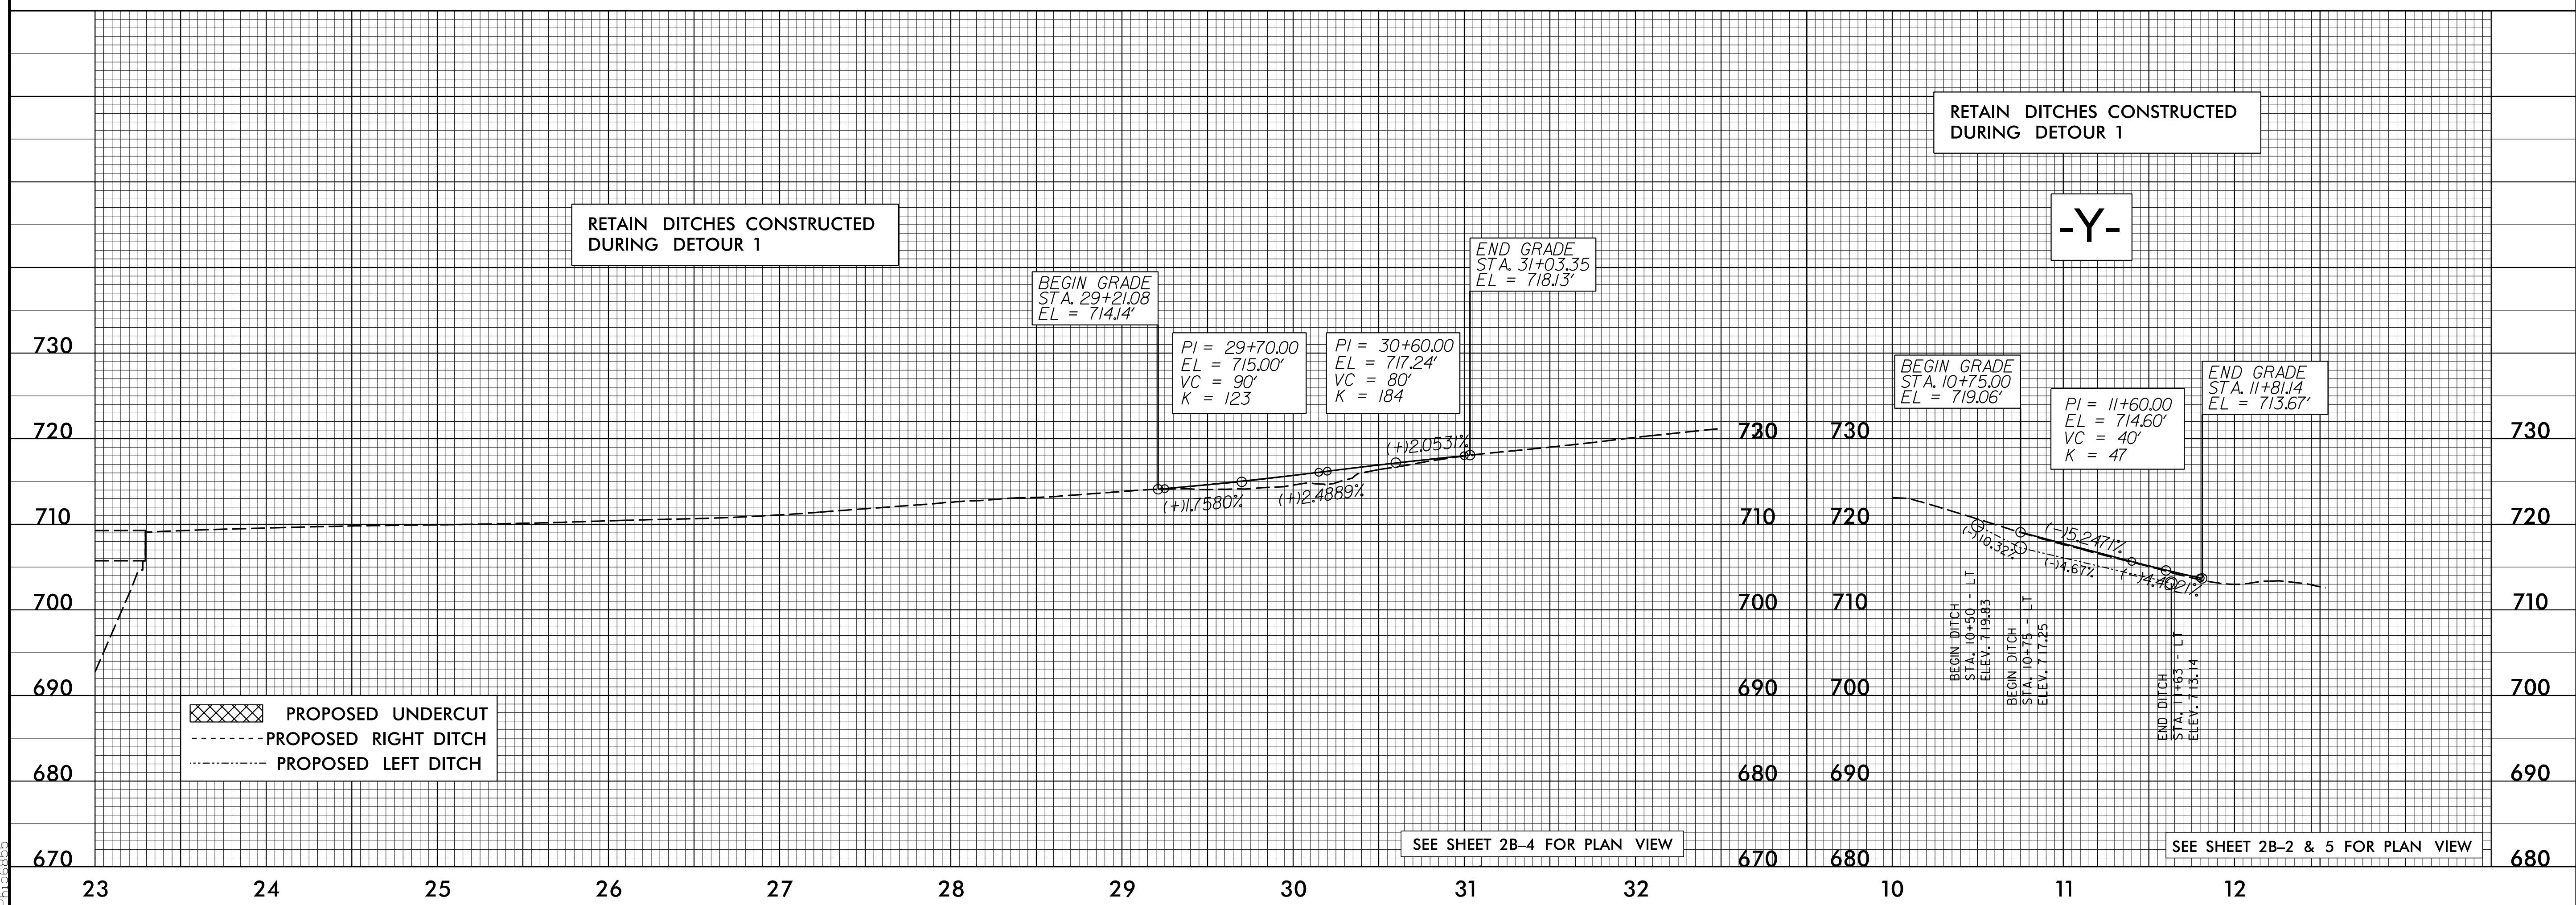 RETAIN DITCHES CONSTRUCTED
DURING DETOUR 1
RETAIN DITCHES CONSTRUCTED
DURING DETOUR 1
-Y-
BEGIN GRADE
STA. 29+21.08
EL = 714.14'
END GRADE
STA. 31+03.35
EL = 718.13'
PI = 29+70.00
EL = 715.00'
VC = 90'
K = 123
PI = 30+60.00
EL = 717.24'
VC = 80'
K = 184
BEGIN GRADE
STA. 10+75.00
EL = 719.06'
PI = 11+60.00
EL = 714.60'
VC = 40'
K = 47
END GRADE
STA. 11+81.14
EL = 713.67'
(+)1.7580%
(+)2.4889%
(+)2.0531%
(-)10.32%
(-)5.2471%
(-)4.67%
(-)4.4021%
BEGIN DITCH
STA. 10+50 - LT
ELEV. 719.83
BEGIN DITCH
STA. 10+75 - LT
ELEV. 717.25
END DITCH
STA. 11+63 - LT
ELEV. 713.14
730
720
710
700
690
680
670
720
710
700
690
680
670
730
730
720
710
700
690
680
730
720
710
700
690
680
PROPOSED UNDERCUT
PROPOSED RIGHT DITCH
PROPOSED LEFT DITCH
SEE SHEET 2B-4 FOR PLAN VIEW
SEE SHEET 2B-2 & 5 FOR PLAN VIEW
23 24 25 26 27 28 29 30 31 32 10 11 12